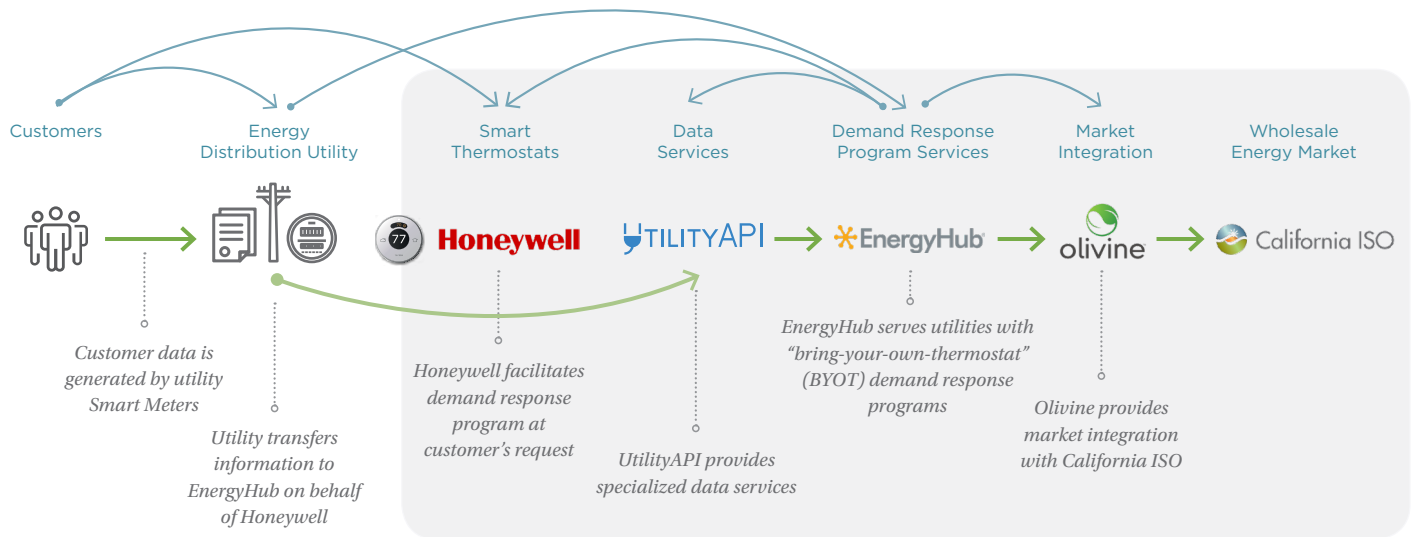 Customers
Energy
Distribution Utility
Smart
Thermostats
Data
Services
Demand Response
Program Services
Market
Integration
Wholesale
Energy Market
77
Honeywell
UTILITYAPI
EnergyHub
olivine
California ISO
Customer data is
generated by utility
Smart Meters
Utility transfers
information to
EnergyHub on behalf
of Honeywell
Honeywell facilitates
demand response
program at
customer’s request
UtilityAPI provides
specialized data services
EnergyHub serves utilities with
“bring-your-own-thermostat”
(BYOT) demand response
programs
Olivine provides
market integration
with California ISO